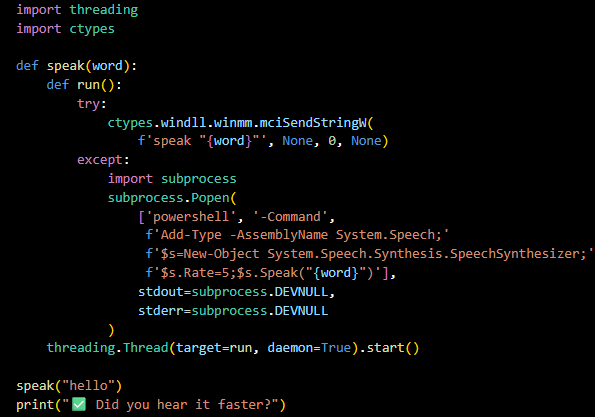 import threading
import ctypes

def speak(word):
    def run():
        try:
            ctypes.windll.winmm.mciSendStringW(
                f'speak "{word}"', None, 0, None)
        except:
            import subprocess
            subprocess.Popen(
                ['powershell', '-Command',
                 f'Add-Type -AssemblyName System.Speech;'
                 f'$s=New-Object System.Speech.Synthesis.SpeechSynthesizer;'
                 f'$s.Rate=5;$s.Speak("{word}")'],
                stdout=subprocess.DEVNULL,
                stderr=subprocess.DEVNULL
            )
    threading.Thread(target=run, daemon=True).start()

speak("hello")
print("✅ Did you hear it faster?")